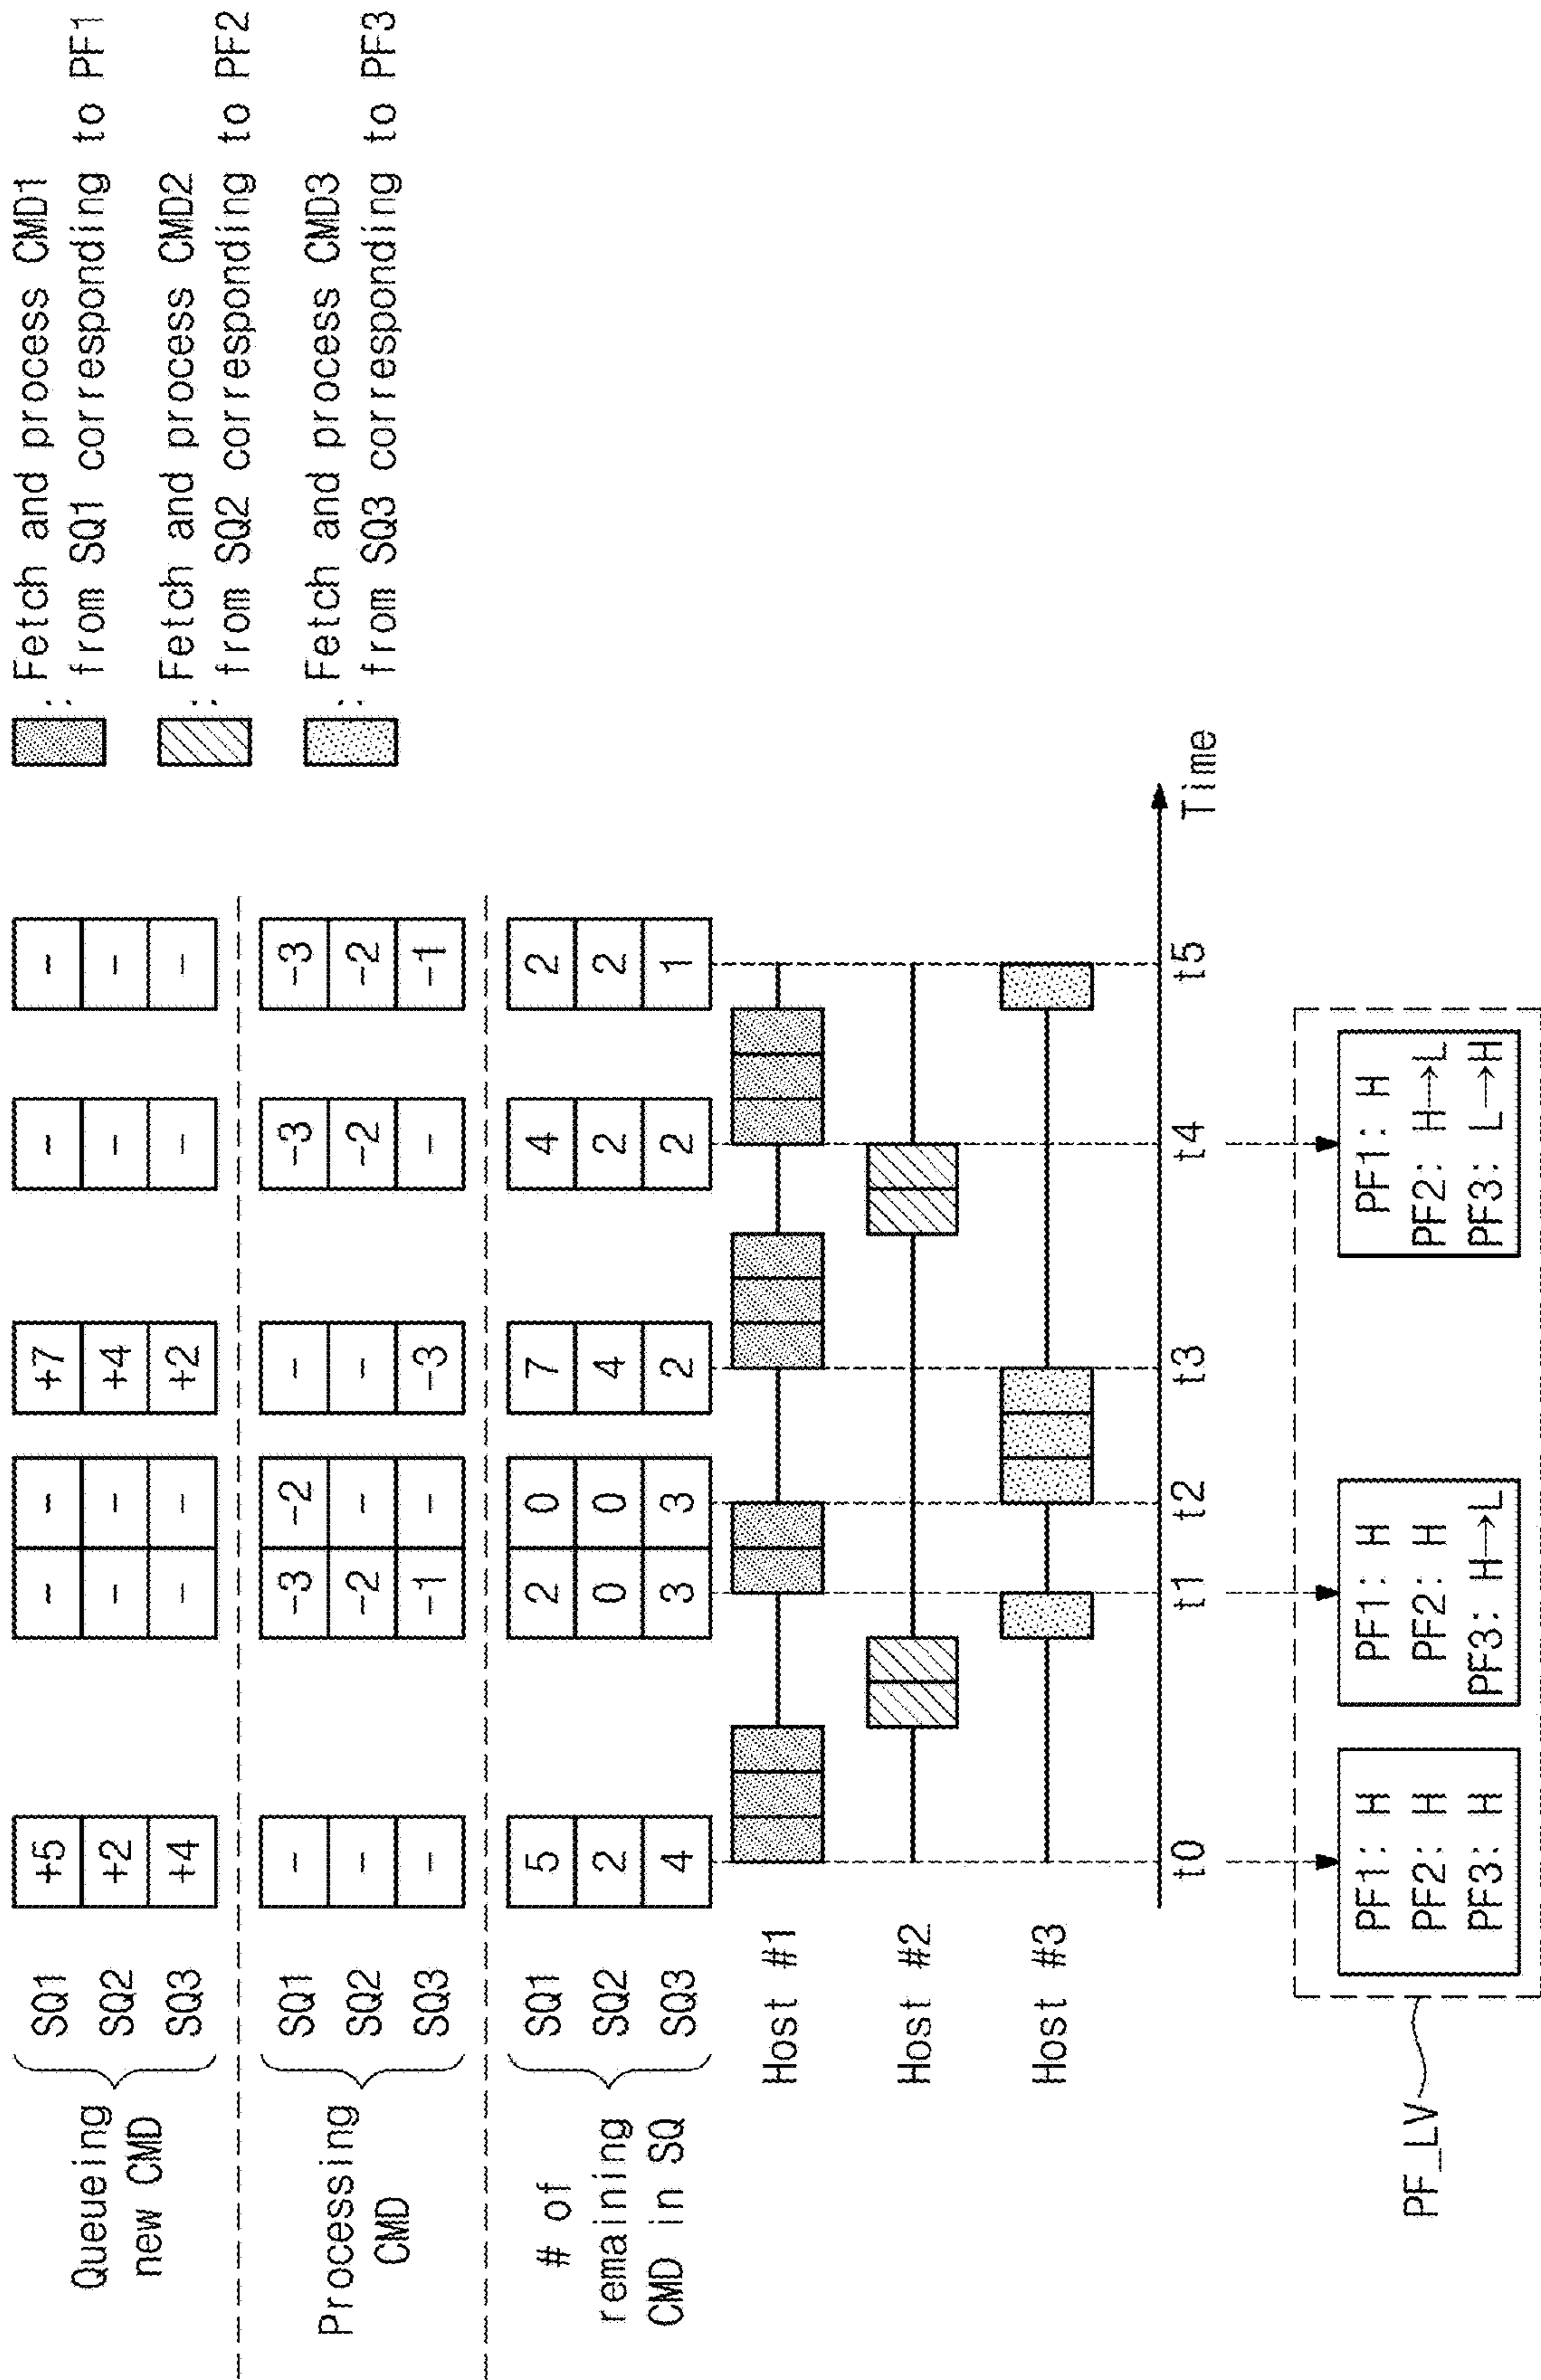 Fetch and process CMD1
from SQ1 corresponding to PF1
Fetch and process CMD2
from SQ2 corresponding to PF2
Fetch and process CMD3
from SQ3 corresponding to PF3
Queueing
new CMD
SQ1 +5 - - +7 - -
SQ2 +2 - - +4 - -
SQ3 +4 - - +2 - -
Processing
CMD
SQ1 - -3 -2 - -3 -3
SQ2 - -2 - - -2 -2
SQ3 - -1 - -3 - -1
# of
remaining
CMD in SQ
SQ1 5 2 0 7 4 2
SQ2 2 0 0 4 2 2
SQ3 4 3 3 2 2 1
Host #1
Host #2
Host #3
t0 t1 t2 t3 t4 t5
Time
PF_LV
PF1: H
PF2: H
PF3: H
PF1: H
PF2: H
PF3: H→L
PF1: H
PF2: H→L
PF3: L→H